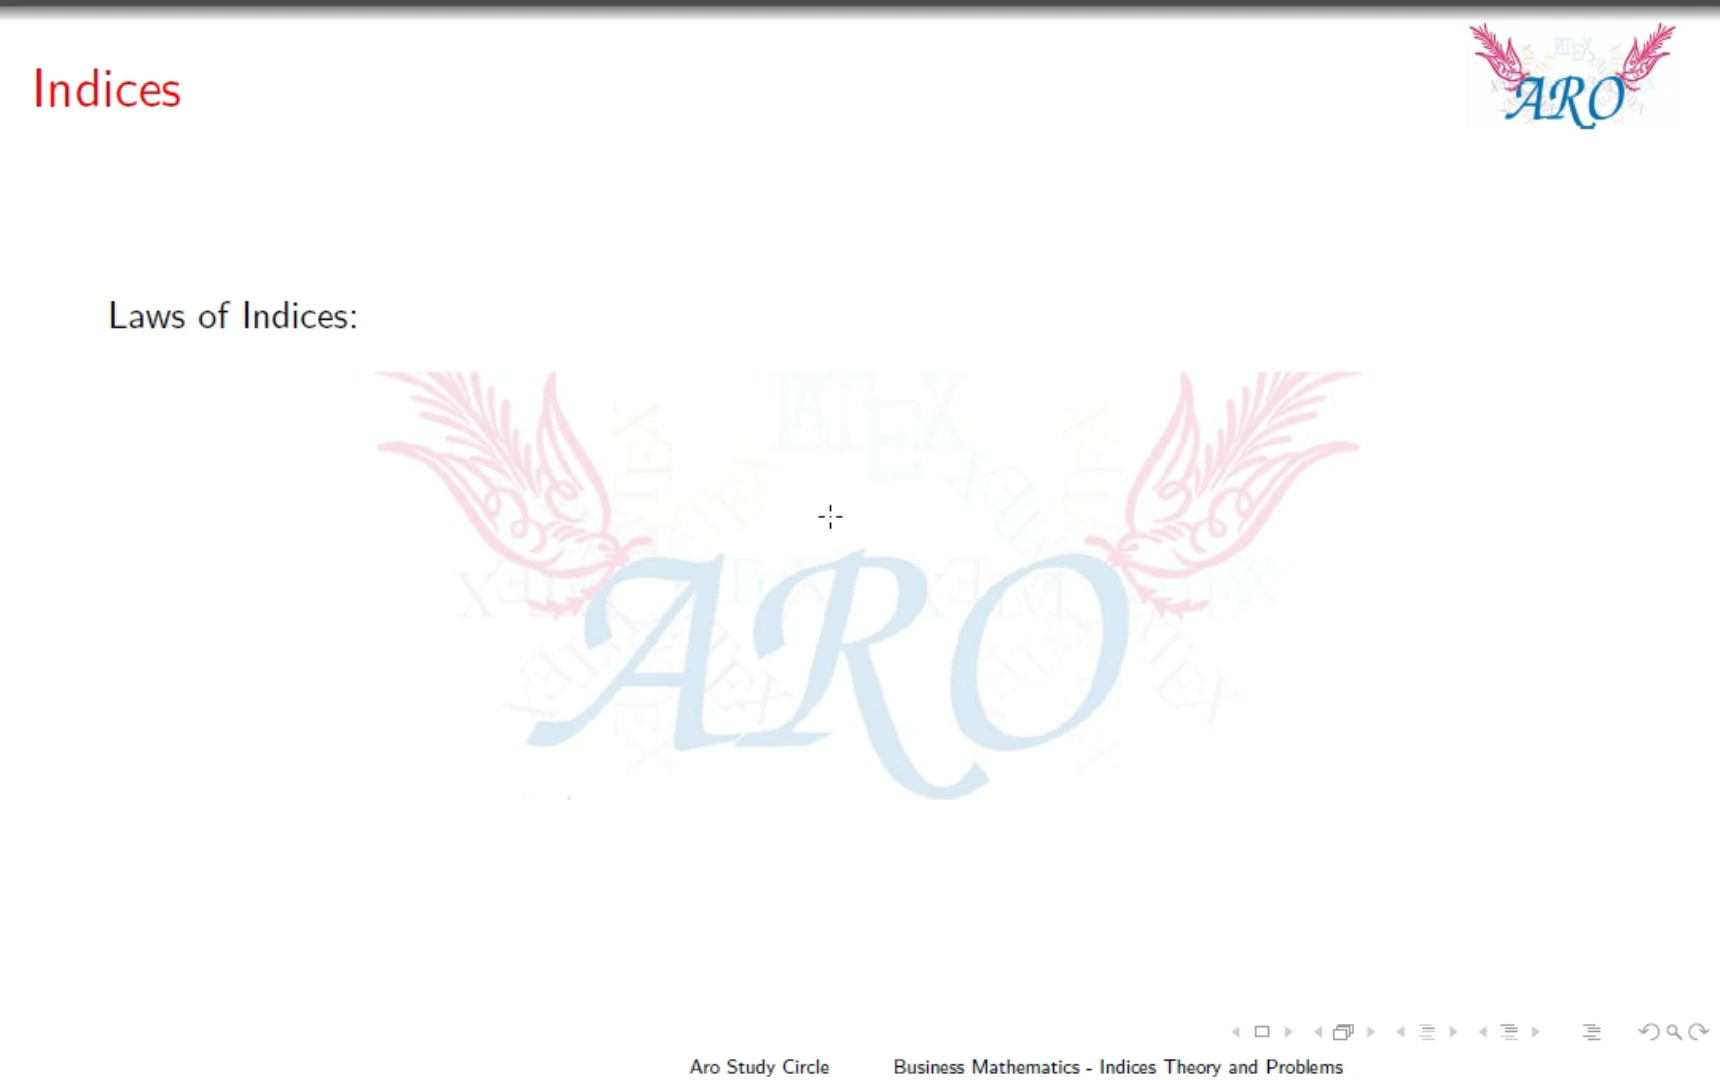 Indices
ARO
Laws of Indices:
ARO
Aro Study Circle Business Mathematics - Indices Theory and Problems